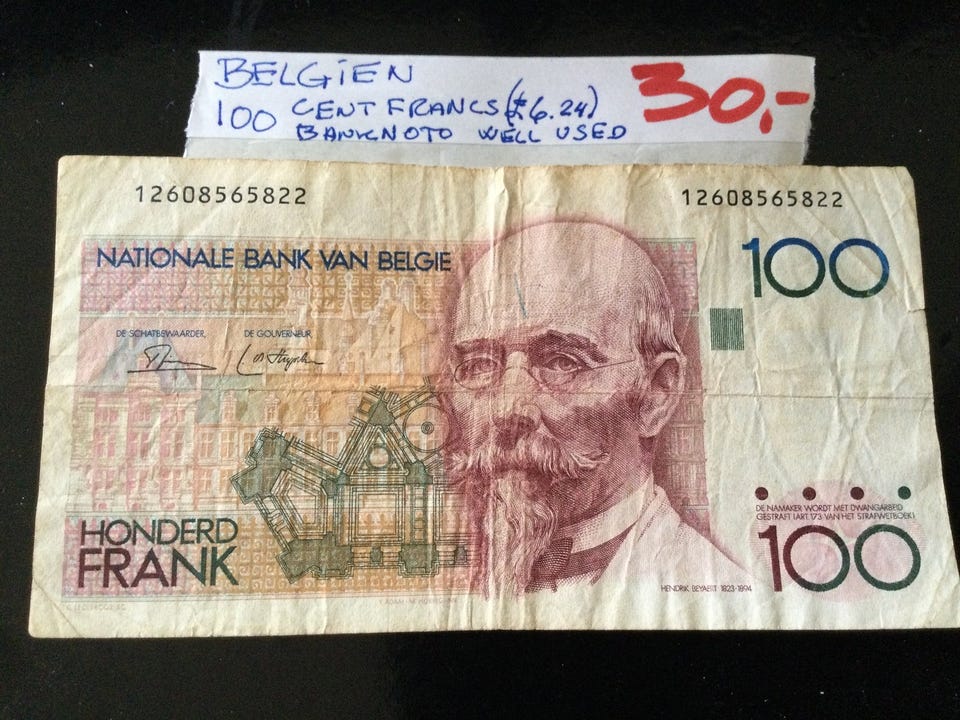 BELGIEN
100 CENT FRANCS (£6.24) 30,-
BANKNOTO WELL USED
12608565822 12608565822
NATIONALE BANK VAN BELGIE 100
DE SCHATBEWAARDER, DE GOUVERNEUR,
HONDERD
FRANK
DE NAMAKER WORDT MET DWANGARBEID
GESTRAFT (ART. 173 VAN HET STRAFWETBOEK)
100
HENDRIK BEYAERT 1823-1894